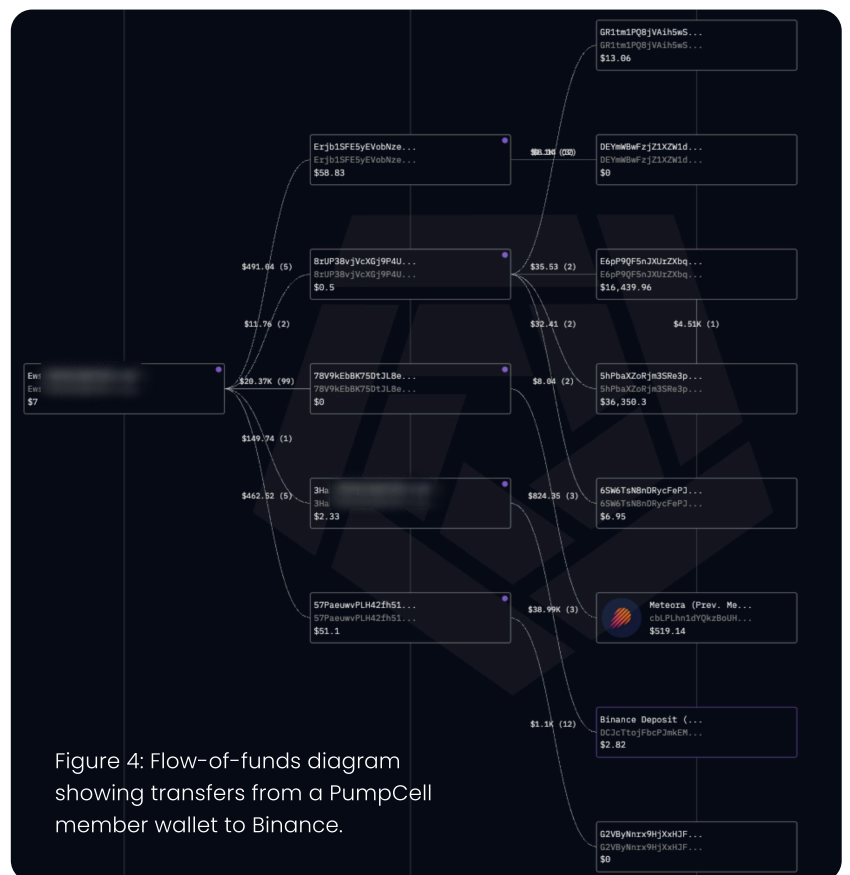 GR1tm1PQ8jVAih5wS...
GR1tm1PQ8jVAih5wS...
$13.06
Erjb1SFE5yEVobNze...
Erjb1SFE5yEVobNze...
$58.83
DEYmWBwFzjZ1XZW1d...
DEYmWBwFzjZ1XZW1d...
$0
8rUP38vjVcXGj9P4U...
8rUP38vjVcXGj9P4U...
$0.5
$491.84 (5)
$35.53 (2)
E6pP9QF5nJXUrZXbq...
E6pP9QF5nJXUrZXbq...
$16,439.96
$11.76 (2)
$32.41 (2)
$4.51K (1)
Ews
Ews
$7
$20.37K (99)
78V9kEbBK75DtJL8e...
78V9kEbBK75DtJL8e...
$0
$8.04 (2)
5hPbaXZoRjm3SRe3p...
5hPbaXZoRjm3SRe3p...
$36,350.3
$149.74 (1)
$462.52 (5)
3Ha
3Ha
$2.33
$824.35 (3)
6SW6TsN8nDRycFePJ...
6SW6TsN8nDRycFePJ...
$6.95
57PaeuwvPLH42fh51...
57PaeuwvPLH42fh51...
$51.1
$38.99K (3)
Meteora (Prev. Me...
cbLPLhn1dYQkzBoUH...
$519.14
$1.1K (12)
Binance Deposit (...
DCJcTtojFbcPJmkEM...
$2.82
G2VByNnrx9HjXxHJF...
G2VByNnrx9HjXxHJF...
$0
Figure 4: Flow-of-funds diagram
showing transfers from a PumpCell
member wallet to Binance.